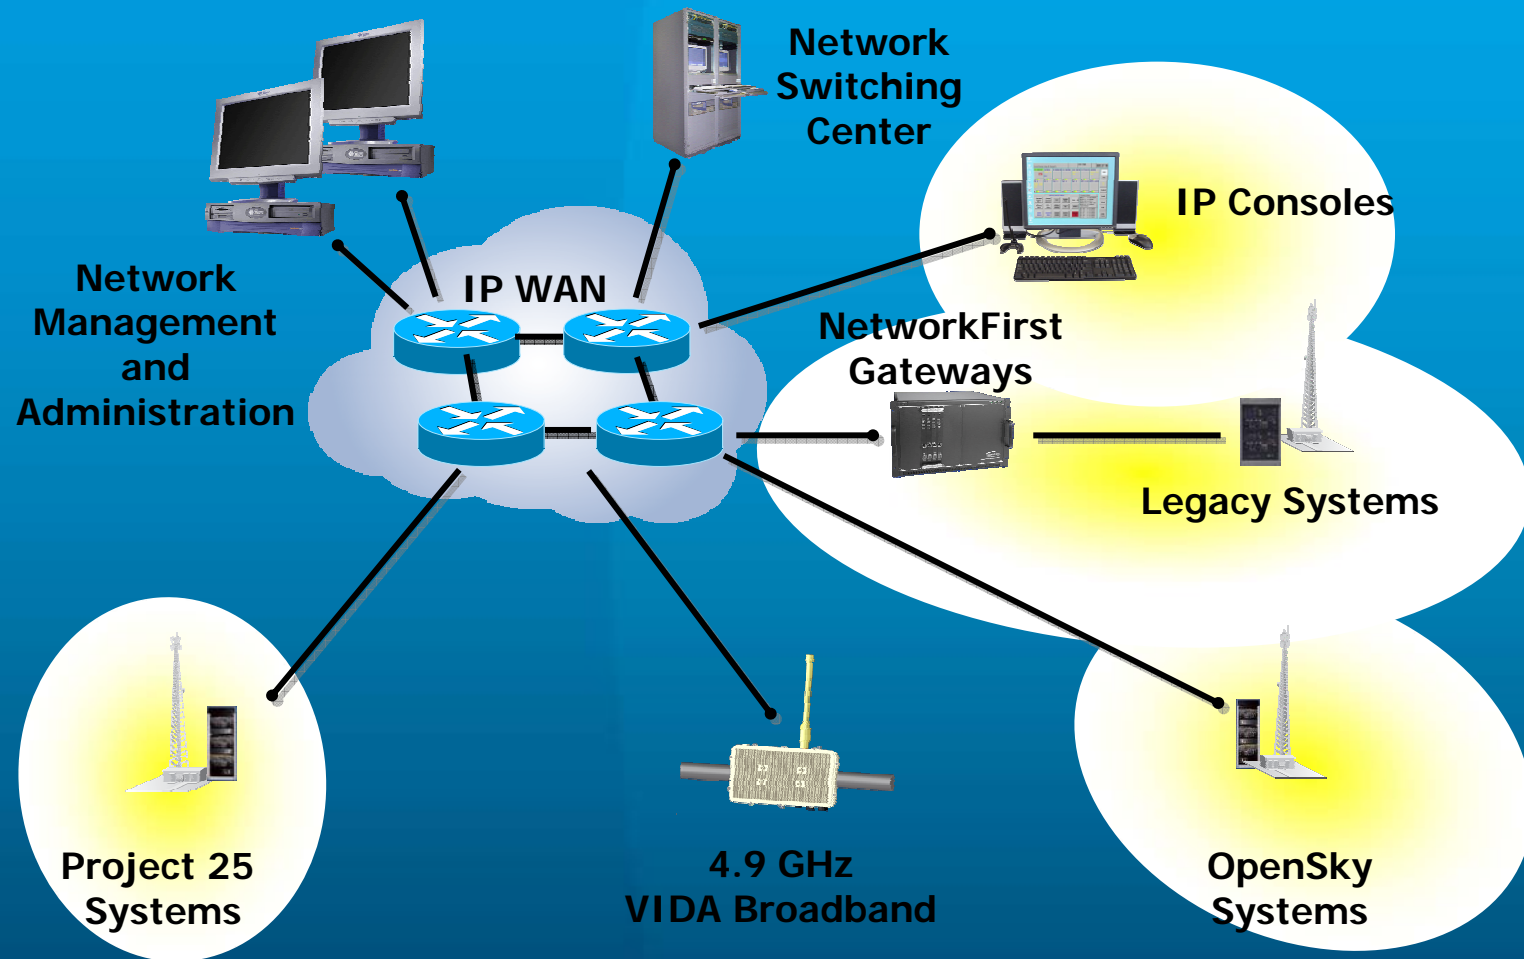 Network
Switching
Center
IP Consoles
Network
Management
and
Administration
IP WAN
NetworkFirst
Gateways
Legacy Systems
Project 25
Systems
4.9 GHz
VIDA Broadband
OpenSky
Systems